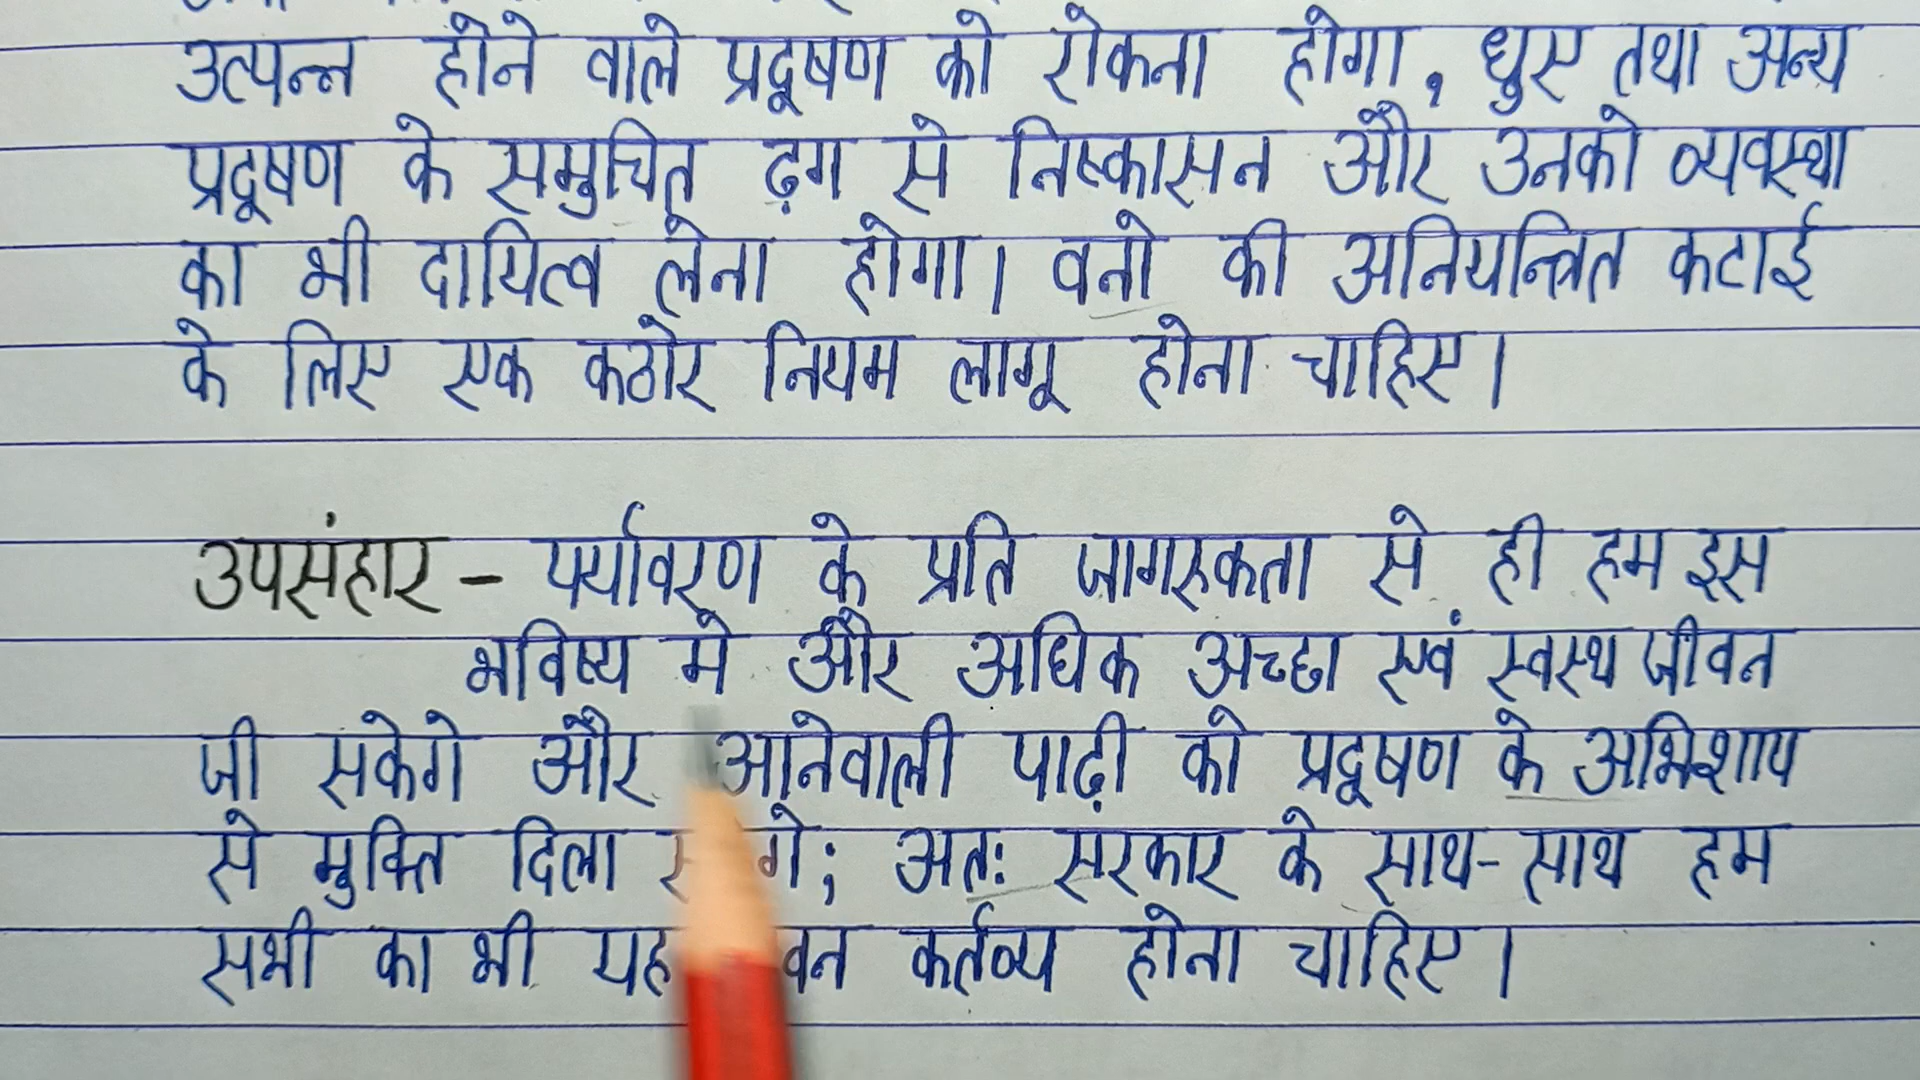 उत्पन्न होने वाले प्रदूषण को रोकना होगा, धुए तथा अन्य
प्रदूषण के समुचित ढ़ग से निष्कासन और उनको व्यवस्था
का भी दायित्व लेना होगा। वनो की अनियन्त्रित कटाई
के लिए एक कठोर नियम लागू होना चाहिए।
उपसंहार - पर्यावरण के प्रति जागरुकता से ही हम इस
भविष्य मे और अधिक अच्छा एवं स्वस्थ जीवन
जी सकेगे और आनेवाली पीढ़ी को प्रदूषण के अभिशाप
से मुक्ति दिला गे; अतः सरकार के साथ-साथ हम
सभी का भी यह वन कर्तव्य होना चाहिए।